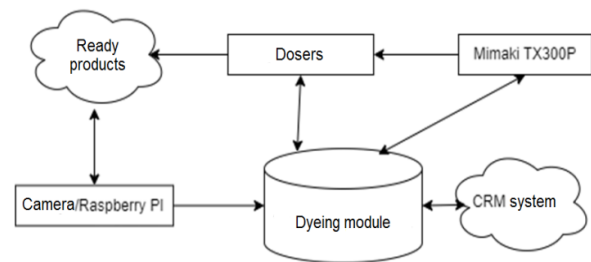 Ready
products
Dosers
Mimaki TX300P
Camera/Raspberry PI
Dyeing module
CRM system